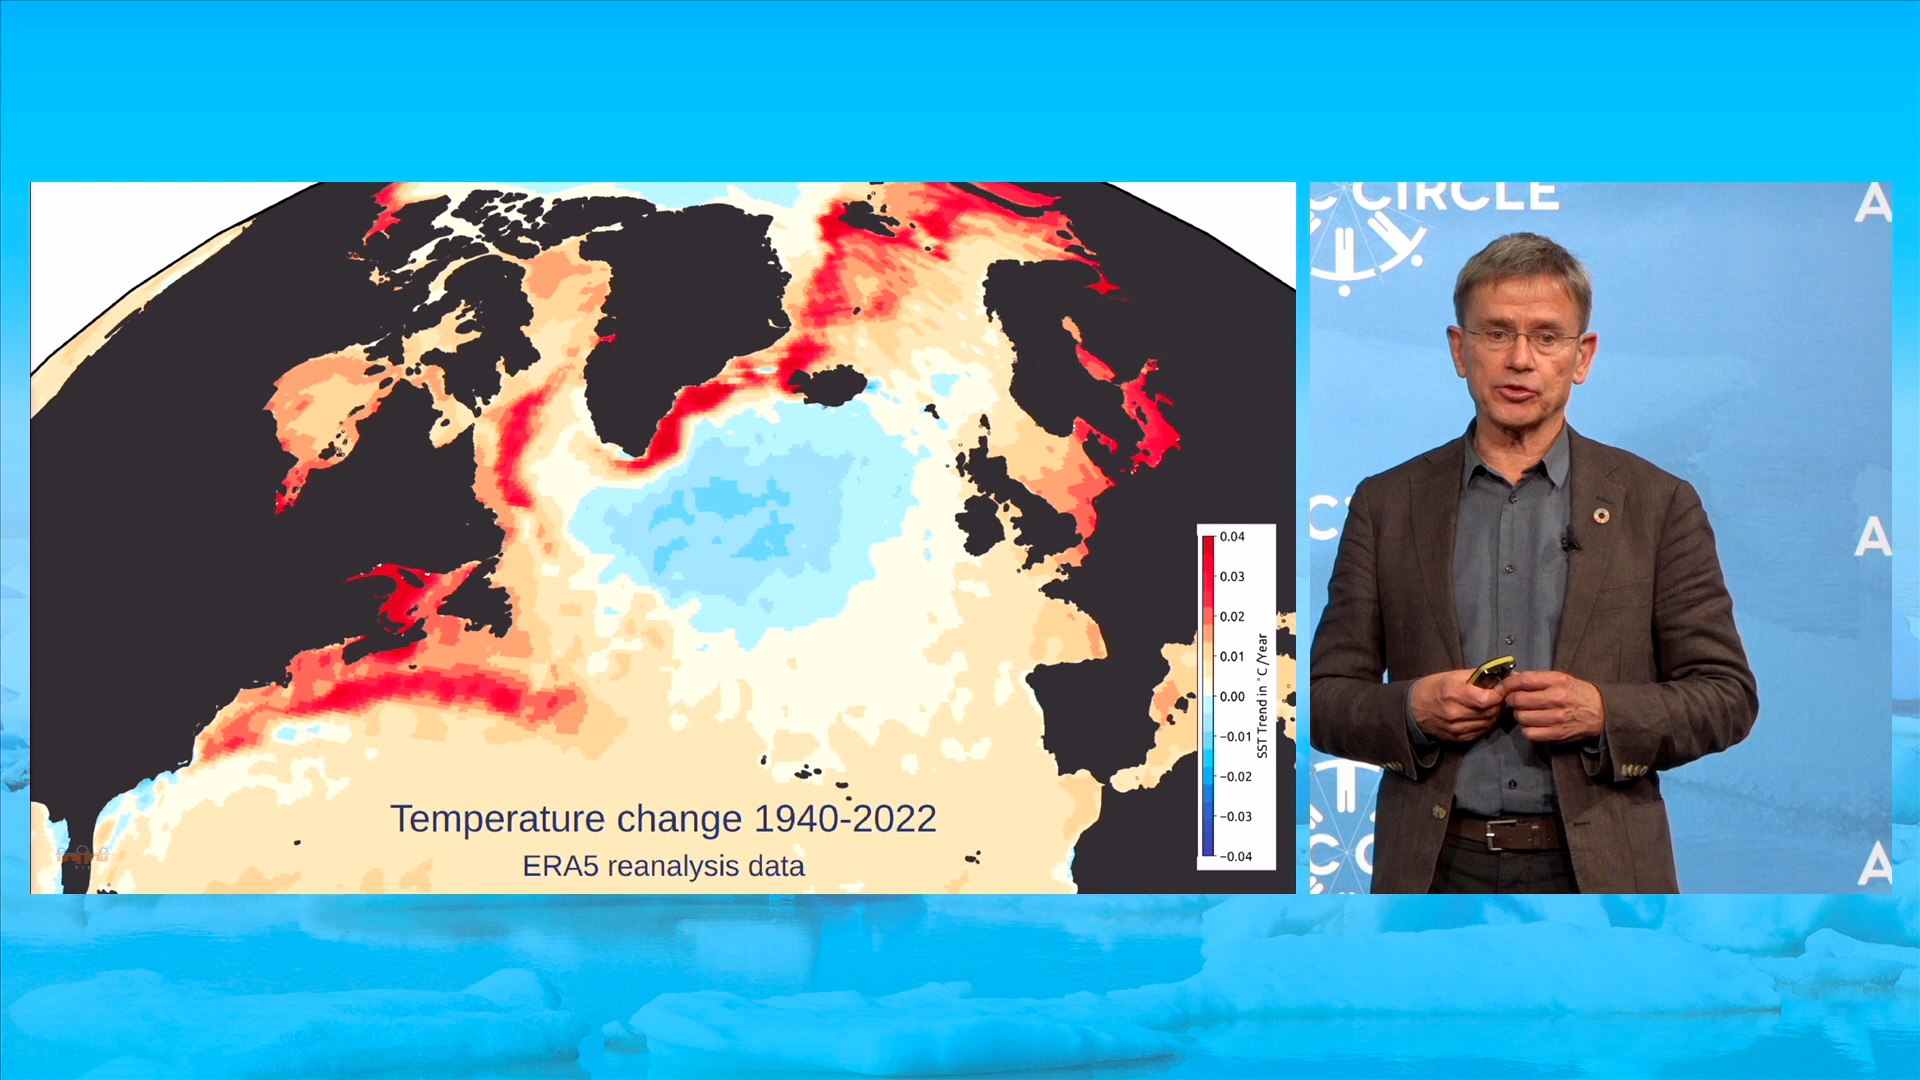 Temperature change 1940-2022
ERA5 reanalysis data
0.04
0.03
0.02
0.01
0.00
−0.01
−0.02
−0.03
−0.04
SST Trend in °C /Year
C CIRCLE
A
C
A
CC
A